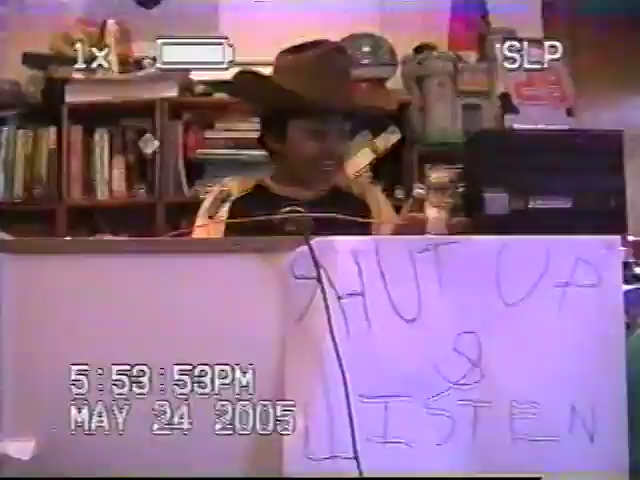 1x SLP
SHUT UP
&
LISTEN
5:53:53PM
MAY 24 2005